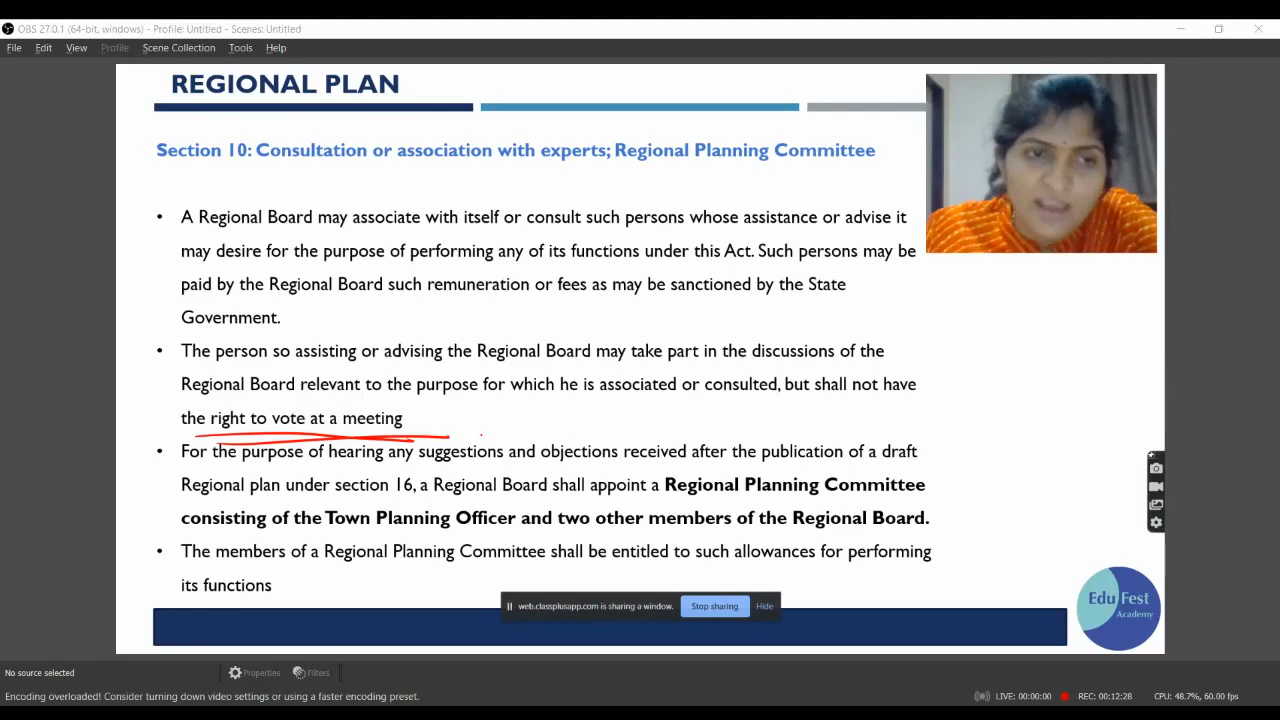 OBS 27.0.1 (64-bit, windows) - Profile: Untitled - Scenes: Untitled
File Edit View Profile Scene Collection Tools Help
REGIONAL PLAN
Section 10: Consultation or association with experts; Regional Planning Committee
• A Regional Board may associate with itself or consult such persons whose assistance or advise it
may desire for the purpose of performing any of its functions under this Act. Such persons may be
paid by the Regional Board such remuneration or fees as may be sanctioned by the State
Government.
• The person so assisting or advising the Regional Board may take part in the discussions of the
Regional Board relevant to the purpose for which he is associated or consulted, but shall not have
the right to vote at a meeting
• For the purpose of hearing any suggestions and objections received after the publication of a draft
Regional plan under section 16, a Regional Board shall appoint a Regional Planning Committee
consisting of the Town Planning Officer and two other members of the Regional Board.
• The members of a Regional Planning Committee shall be entitled to such allowances for performing
its functions
web.classplusapp.com is sharing a window. Stop sharing Hide
Edu Fest
Academy
No source selected Properties Filters
Encoding overloaded! Consider turning down video settings or using a faster encoding preset. LIVE: 00:00:00 REC: 00:12:28 CPU: 48.7%, 60.00 fps